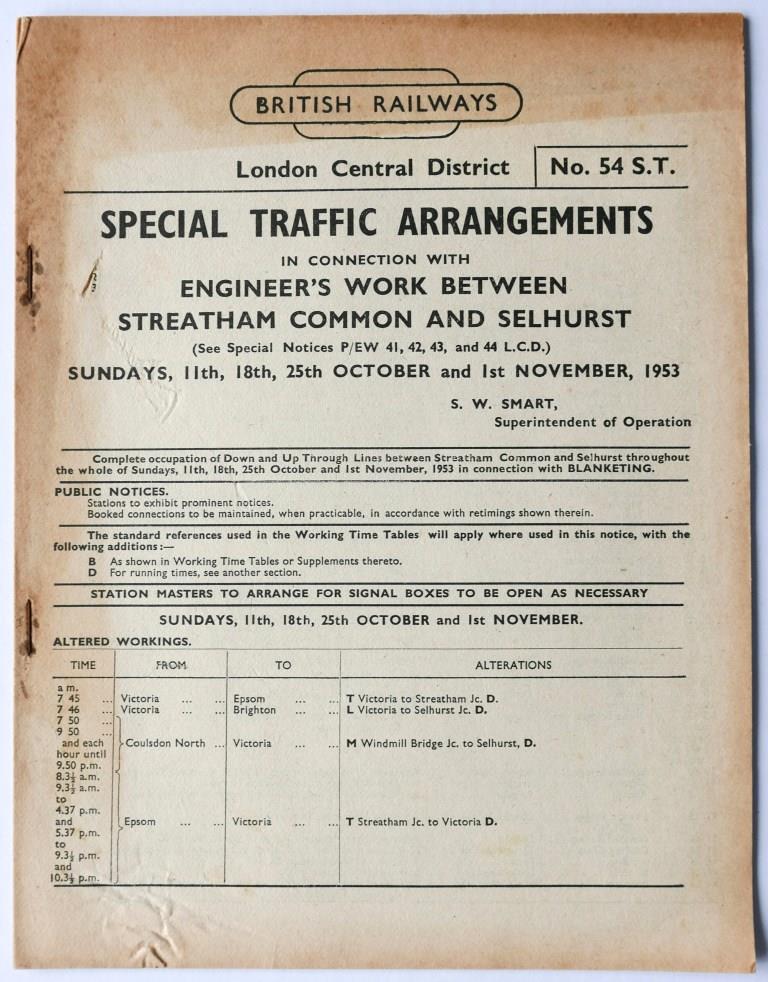 BRITISH RAILWAYS
London Central District No. 54 S.T.
SPECIAL TRAFFIC ARRANGEMENTS
IN CONNECTION WITH
ENGINEER'S WORK BETWEEN
STREATHAM COMMON AND SELHURST
(See Special Notices P/EW 41, 42, 43, and 44 L.C.D.)
SUNDAYS, 11th, 18th, 25th OCTOBER and 1st NOVEMBER, 1953
S. W. SMART,
Superintendent of Operation
Complete occupation of Down and Up Through Lines between Streatham Common and Selhurst throughout
the whole of Sundays, 11th, 18th, 25th October and 1st November, 1953 in connection with BLANKETING.
PUBLIC NOTICES.
Stations to exhibit prominent notices.
Booked connections to be maintained, when practicable, in accordance with retimings shown therein.
The standard references used in the Working Time Tables will apply where used in this notice, with the
following additions :—
B As shown in Working Time Tables or Supplements thereto.
D For running times, see another section.
STATION MASTERS TO ARRANGE FOR SIGNAL BOXES TO BE OPEN AS NECESSARY
SUNDAYS, 11th, 18th, 25th OCTOBER and 1st NOVEMBER.
ALTERED WORKINGS.
TIME FROM TO ALTERATIONS
a m.
7 45 ... Victoria ... ... Epsom ... ... T Victoria to Streatham Jc. D.
7 46 ... Victoria ... ... Brighton ... ... L Victoria to Selhurst Jc. D.
7 50 ...
9 50 ...
and each Coulsdon North ... Victoria ... ... M Windmill Bridge Jc. to Selhurst, D.
hour until
9.50 p.m.
8.3½ a.m.
9.3½ a.m.
to
4.37 p.m.
and Epsom ... ... Victoria ... ... T Streatham Jc. to Victoria D.
5.37 p.m.
to
9.3½ p.m.
and
10.3½ p.m.